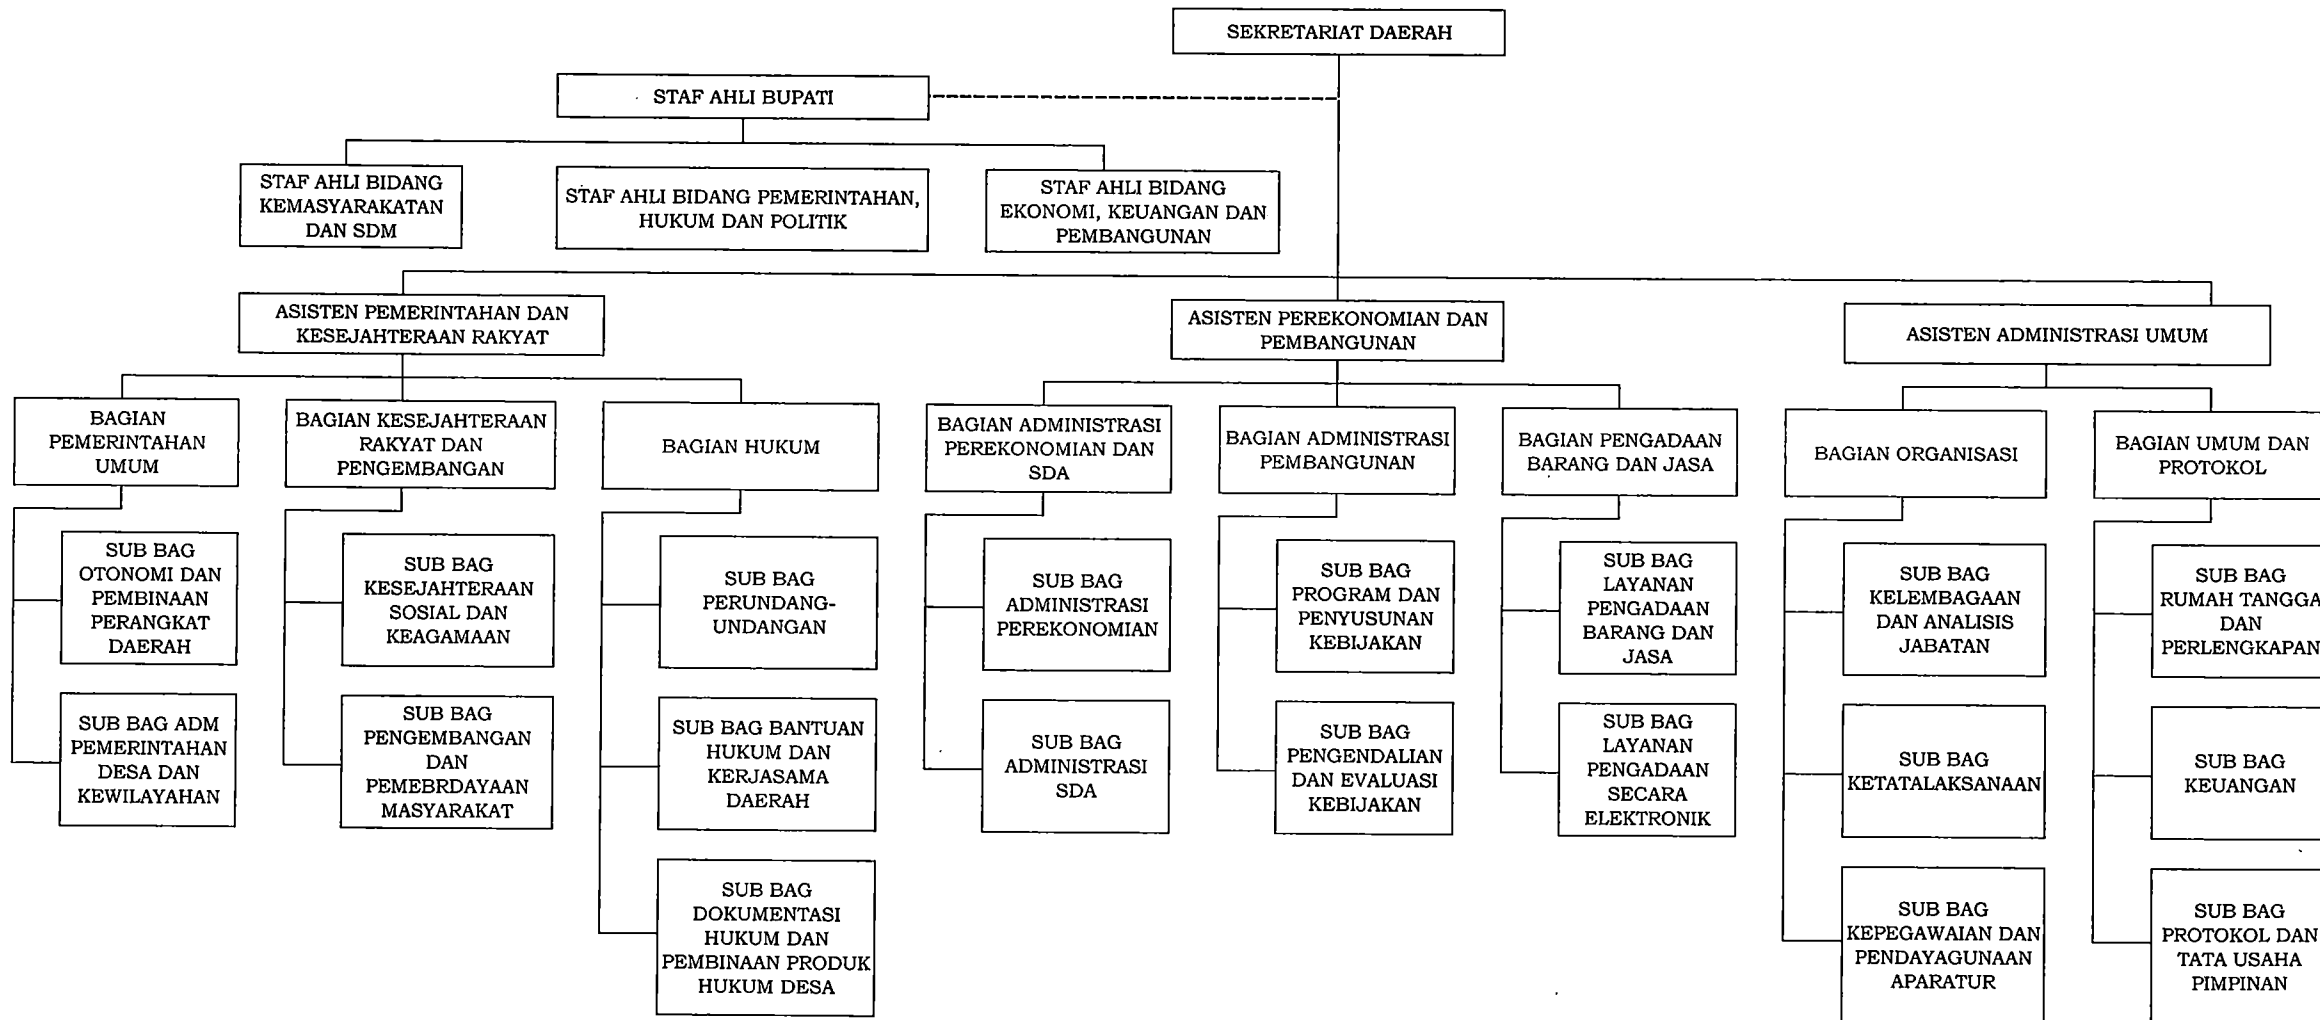 SEKRETARIAT DAERAH
STAF AHLI BUPATI
STAF AHLI BIDANG
KEMASYARAKATAN
DAN SDM
STAF AHLI BIDANG PEMERINTAHAN,
HUKUM DAN POLITIK
STAF AHLI BIDANG
EKONOMI, KEUANGAN DAN
PEMBANGUNAN
ASISTEN PEMERINTAHAN DAN
KESEJAHTERAAN RAKYAT
ASISTEN PEREKONOMIAN DAN
PEMBANGUNAN
ASISTEN ADMINISTRASI UMUM
BAGIAN
PEMERINTAHAN
UMUM
BAGIAN KESEJAHTERAAN
RAKYAT DAN
PENGEMBANGAN
BAGIAN HUKUM
BAGIAN ADMINISTRASI
PEREKONOMIAN DAN
SDA
BAGIAN ADMINISTRASI
PEMBANGUNAN
BAGIAN PENGADAAN
BARANG DAN JASA
BAGIAN ORGANISASI
BAGIAN UMUM DAN
PROTOKOL
SUB BAG
OTONOMI DAN
PEMBINAAN
PERANGKAT
DAERAH
SUB BAG
KESEJAHTERAAN
SOSIAL DAN
KEAGAMAAN
SUB BAG
PERUNDANG-
UNDANGAN
SUB BAG
ADMINISTRASI
PEREKONOMIAN
SUB BAG
PROGRAM DAN
PENYUSUNAN
KEBIJAKAN
SUB BAG
LAYANAN
PENGADAAN
BARANG DAN
JASA
SUB BAG
KELEMBAGAAN
DAN ANALISIS
JABATAN
SUB BAG
RUMAH TANGGA
DAN
PERLENGKAPAN
SUB BAG ADM
PEMERINTAHAN
DESA DAN
KEWILAYAHAN
SUB BAG
PENGEMBANGAN
DAN
PEMEBRDAYAAN
MASYARAKAT
SUB BAG BANTUAN
HUKUM DAN
KERJASAMA
DAERAH
SUB BAG
ADMINISTRASI
SDA
SUB BAG
PENGENDALIAN
DAN EVALUASI
KEBIJAKAN
SUB BAG
LAYANAN
PENGADAAN
SECARA
ELEKTRONIK
SUB BAG
KETATALAKSANAAN
SUB BAG
KEUANGAN
SUB BAG
DOKUMENTASI
HUKUM DAN
PEMBINAAN PRODUK
HUKUM DESA
SUB BAG
KEPEGAWAIAN DAN
PENDAYAGUNAAN
APARATUR
SUB BAG
PROTOKOL DAN
TATA USAHA
PIMPINAN